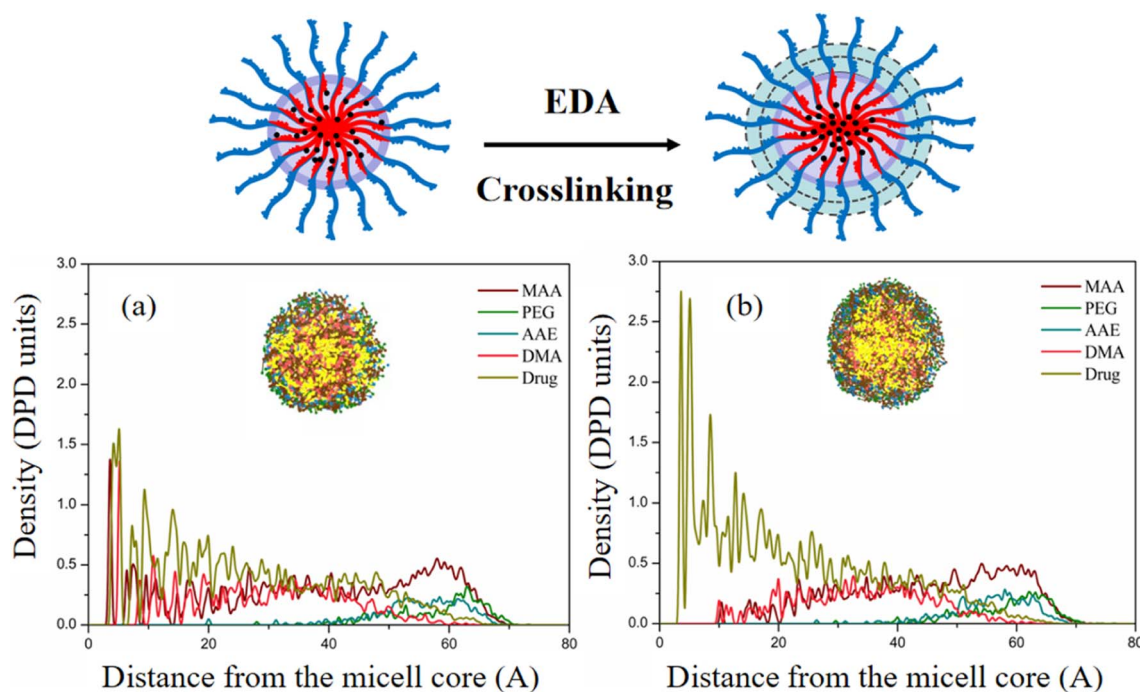 EDA
Crosslinking
(a)
MAA
PEG
AAE
DMA
Drug
Density (DPD units)
3.0
2.5
2.0
1.5
1.0
0.5
0.0
0 20 40 60 80
Distance from the micell core (A)
(b)
MAA
PEG
AAE
DMA
Drug
Density (DPD units)
3.0
2.5
2.0
1.5
1.0
0.5
0.0
0 20 40 60 80
Distance from the micell core (A)